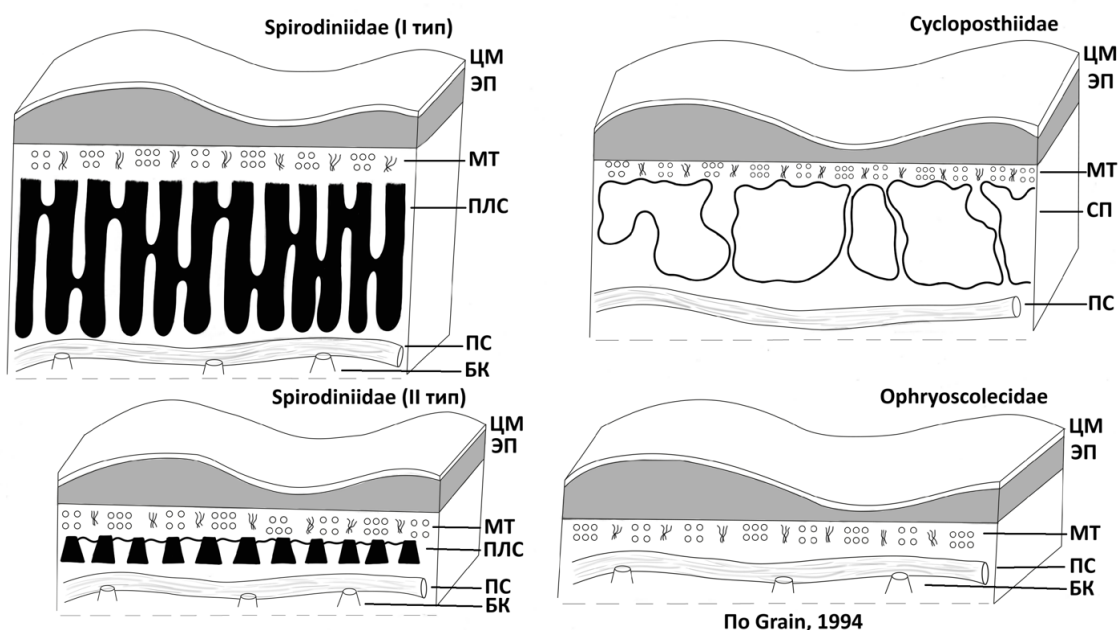 Spirodiniidae (I тип)
ЦМ
ЭП
МТ
ПЛС
ПС
БК
Cycloposthiidae
ЦМ
ЭП
МТ
СП
ПС
Spirodiniidae (II тип)
ЦМ
ЭП
МТ
ПЛС
ПС
БК
Ophryoscolecidae
ЦМ
ЭП
МТ
ПС
БК
По Grain, 1994